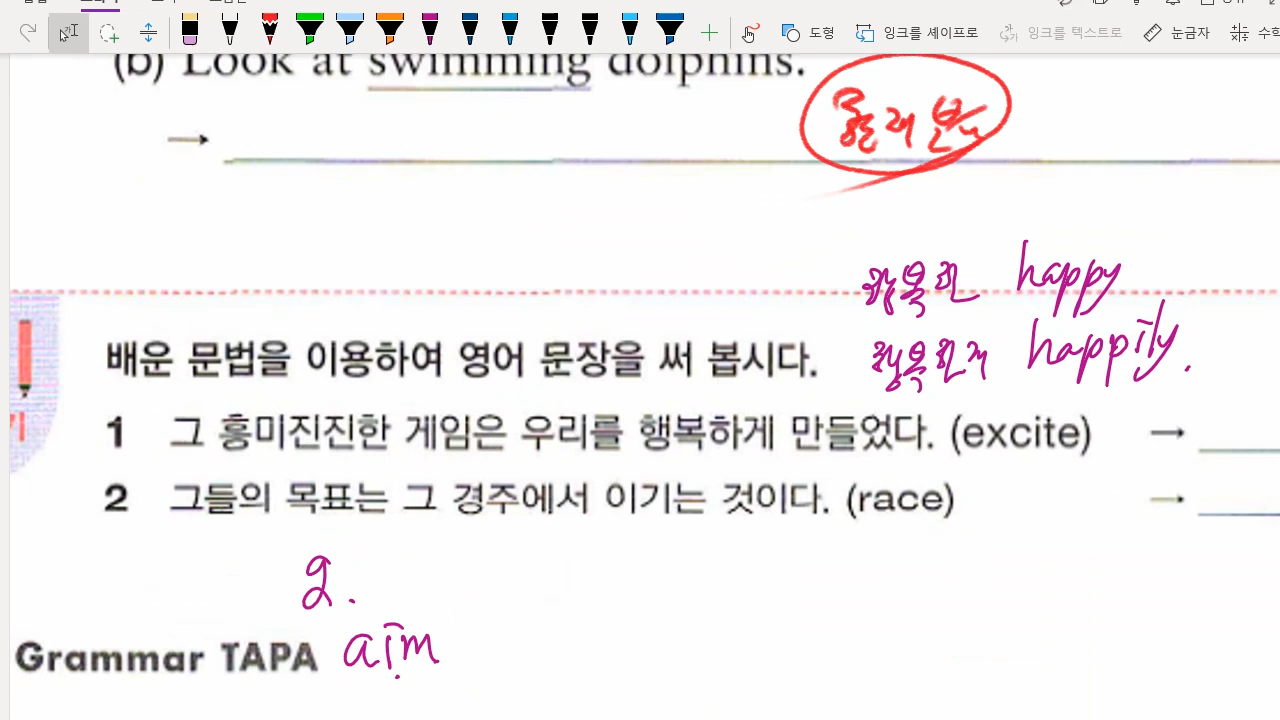 도형 잉크를 셰이프로 잉크를 텍스트로 눈금자 수학
(b) Look at swimming dolphins.
→
행복한 happy
배운 문법을 이용하여 영어 문장을 써 봅시다.
행복하게 happily.
1 그 흥미진진한 게임은 우리를 행복하게 만들었다. (excite) →
2 그들의 목표는 그 경주에서 이기는 것이다. (race) →
2.
Grammar TAPA aim